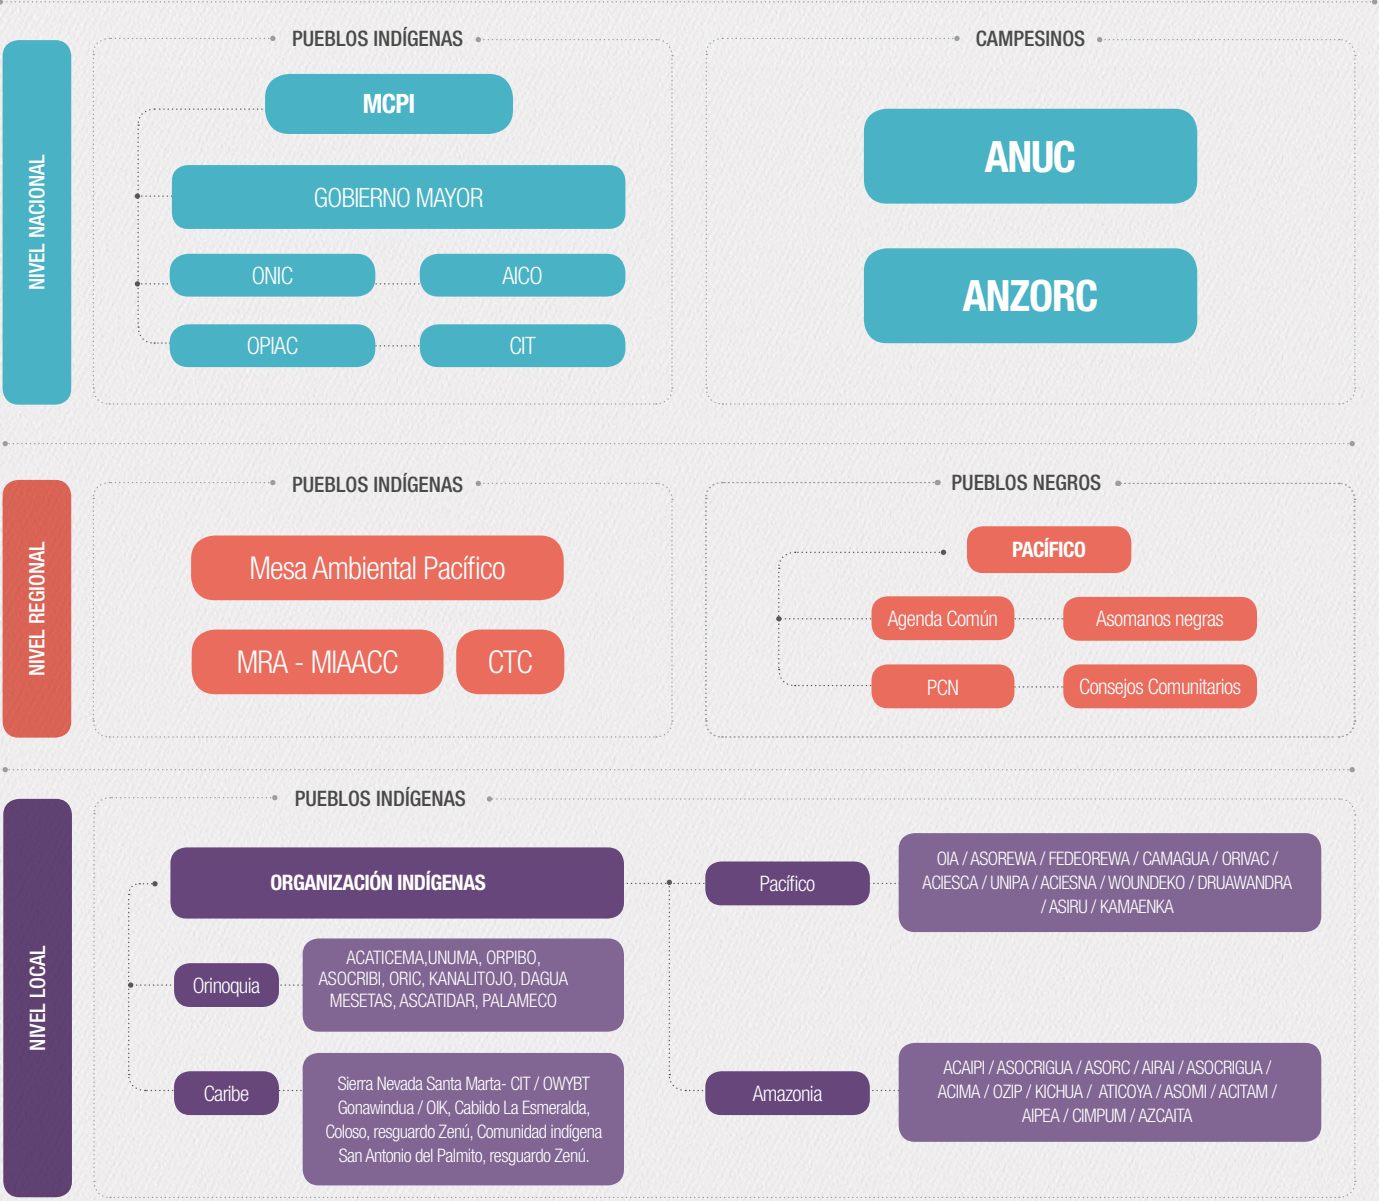 NIVEL NACIONAL
PUEBLOS INDÍGENAS
MCPI
GOBIERNO MAYOR
ONIC
AICO
OPIAC
CIT
CAMPESINOS
ANUC
ANZORC
NIVEL REGIONAL
PUEBLOS INDÍGENAS
Mesa Ambiental Pacífico
MRA - MIAACC
CTC
PUEBLOS NEGROS
PACÍFICO
Agenda Común
Asomanos negras
PCN
Consejos Comunitarios
NIVEL LOCAL
PUEBLOS INDÍGENAS
ORGANIZACIÓN INDÍGENAS
Orinoquia
ACATICEMA,UNUMA, ORPIBO,
ASOCRIBI, ORIC, KANALITOJO, DAGUA
MESETAS, ASCATIDAR, PALAMECO
Caribe
Sierra Nevada Santa Marta- CIT / OWYBT
Gonawindua / OIK, Cabildo La Esmeralda,
Coloso, resguardo Zenú, Comunidad indígena
San Antonio del Palmito, resguardo Zenú.
Pacífico
OIA / ASOREWA / FEDEOREWA / CAMAGUA / ORIVAC /
ACIESCA / UNIPA / ACIESNA / WOUNDEKO / DRUAWANDRA
/ ASIRU / KAMAENKA
Amazonia
ACAIPI / ASOCRIGUA / ASORC / AIRAI / ASOCRIGUA /
ACIMA / OZIP / KICHUA / ATICOYA / ASOMI / ACITAM /
AIPEA / CIMPUM / AZCAITA